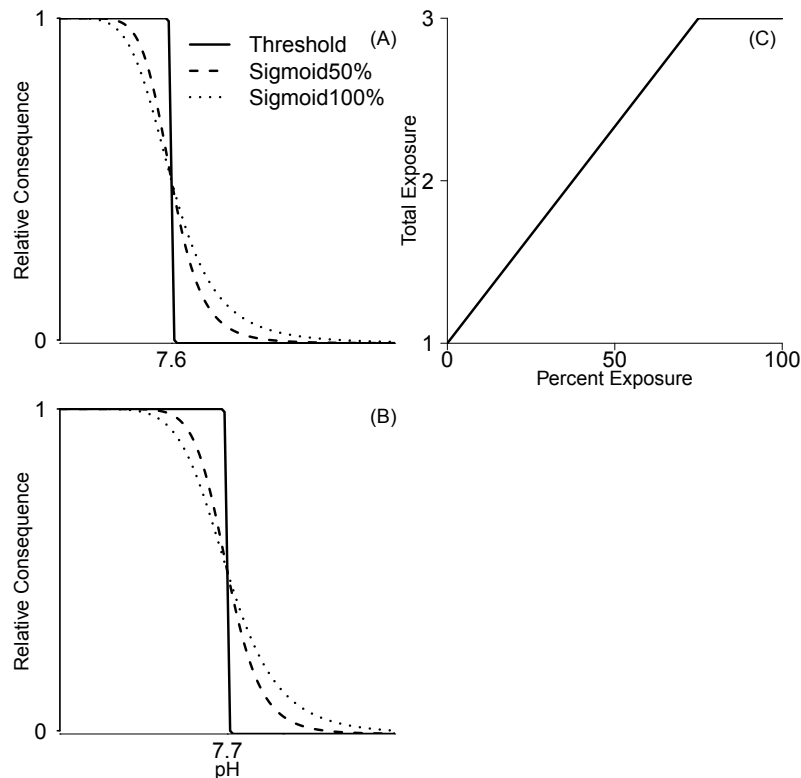 1
(A)
Threshold
Sigmoid50%
Sigmoid100%
Relative Consequence
0
7.6
3
(C)
Total Exposure
2
1
0
50
100
Percent Exposure
1
(B)
Relative Consequence
0
7.7
pH